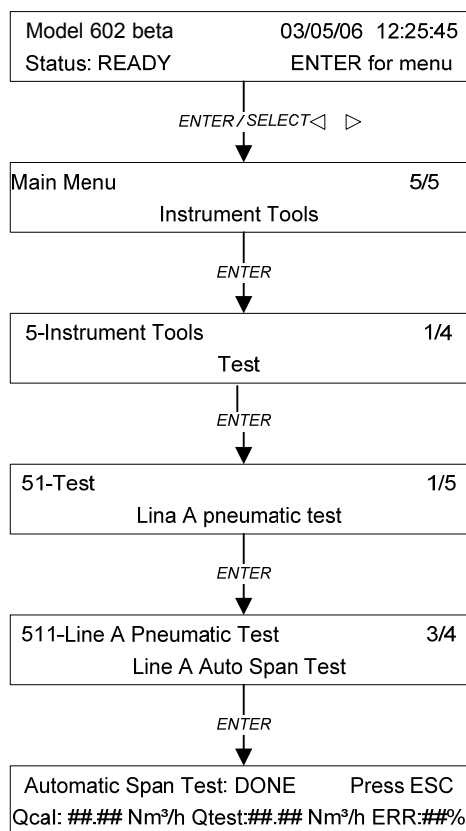 Model 602 beta 03/05/06 12:25:45
Status: READY ENTER for menu
ENTER/SELECT◁ ▷
Main Menu 5/5
Instrument Tools
ENTER
5-Instrument Tools 1/4
Test
ENTER
51-Test 1/5
Lina A pneumatic test
ENTER
511-Line A Pneumatic Test 3/4
Line A Auto Span Test
ENTER
Automatic Span Test: DONE Press ESC
Qcal: ##.## Nm³/h Qtest:##.## Nm³/h ERR:##%